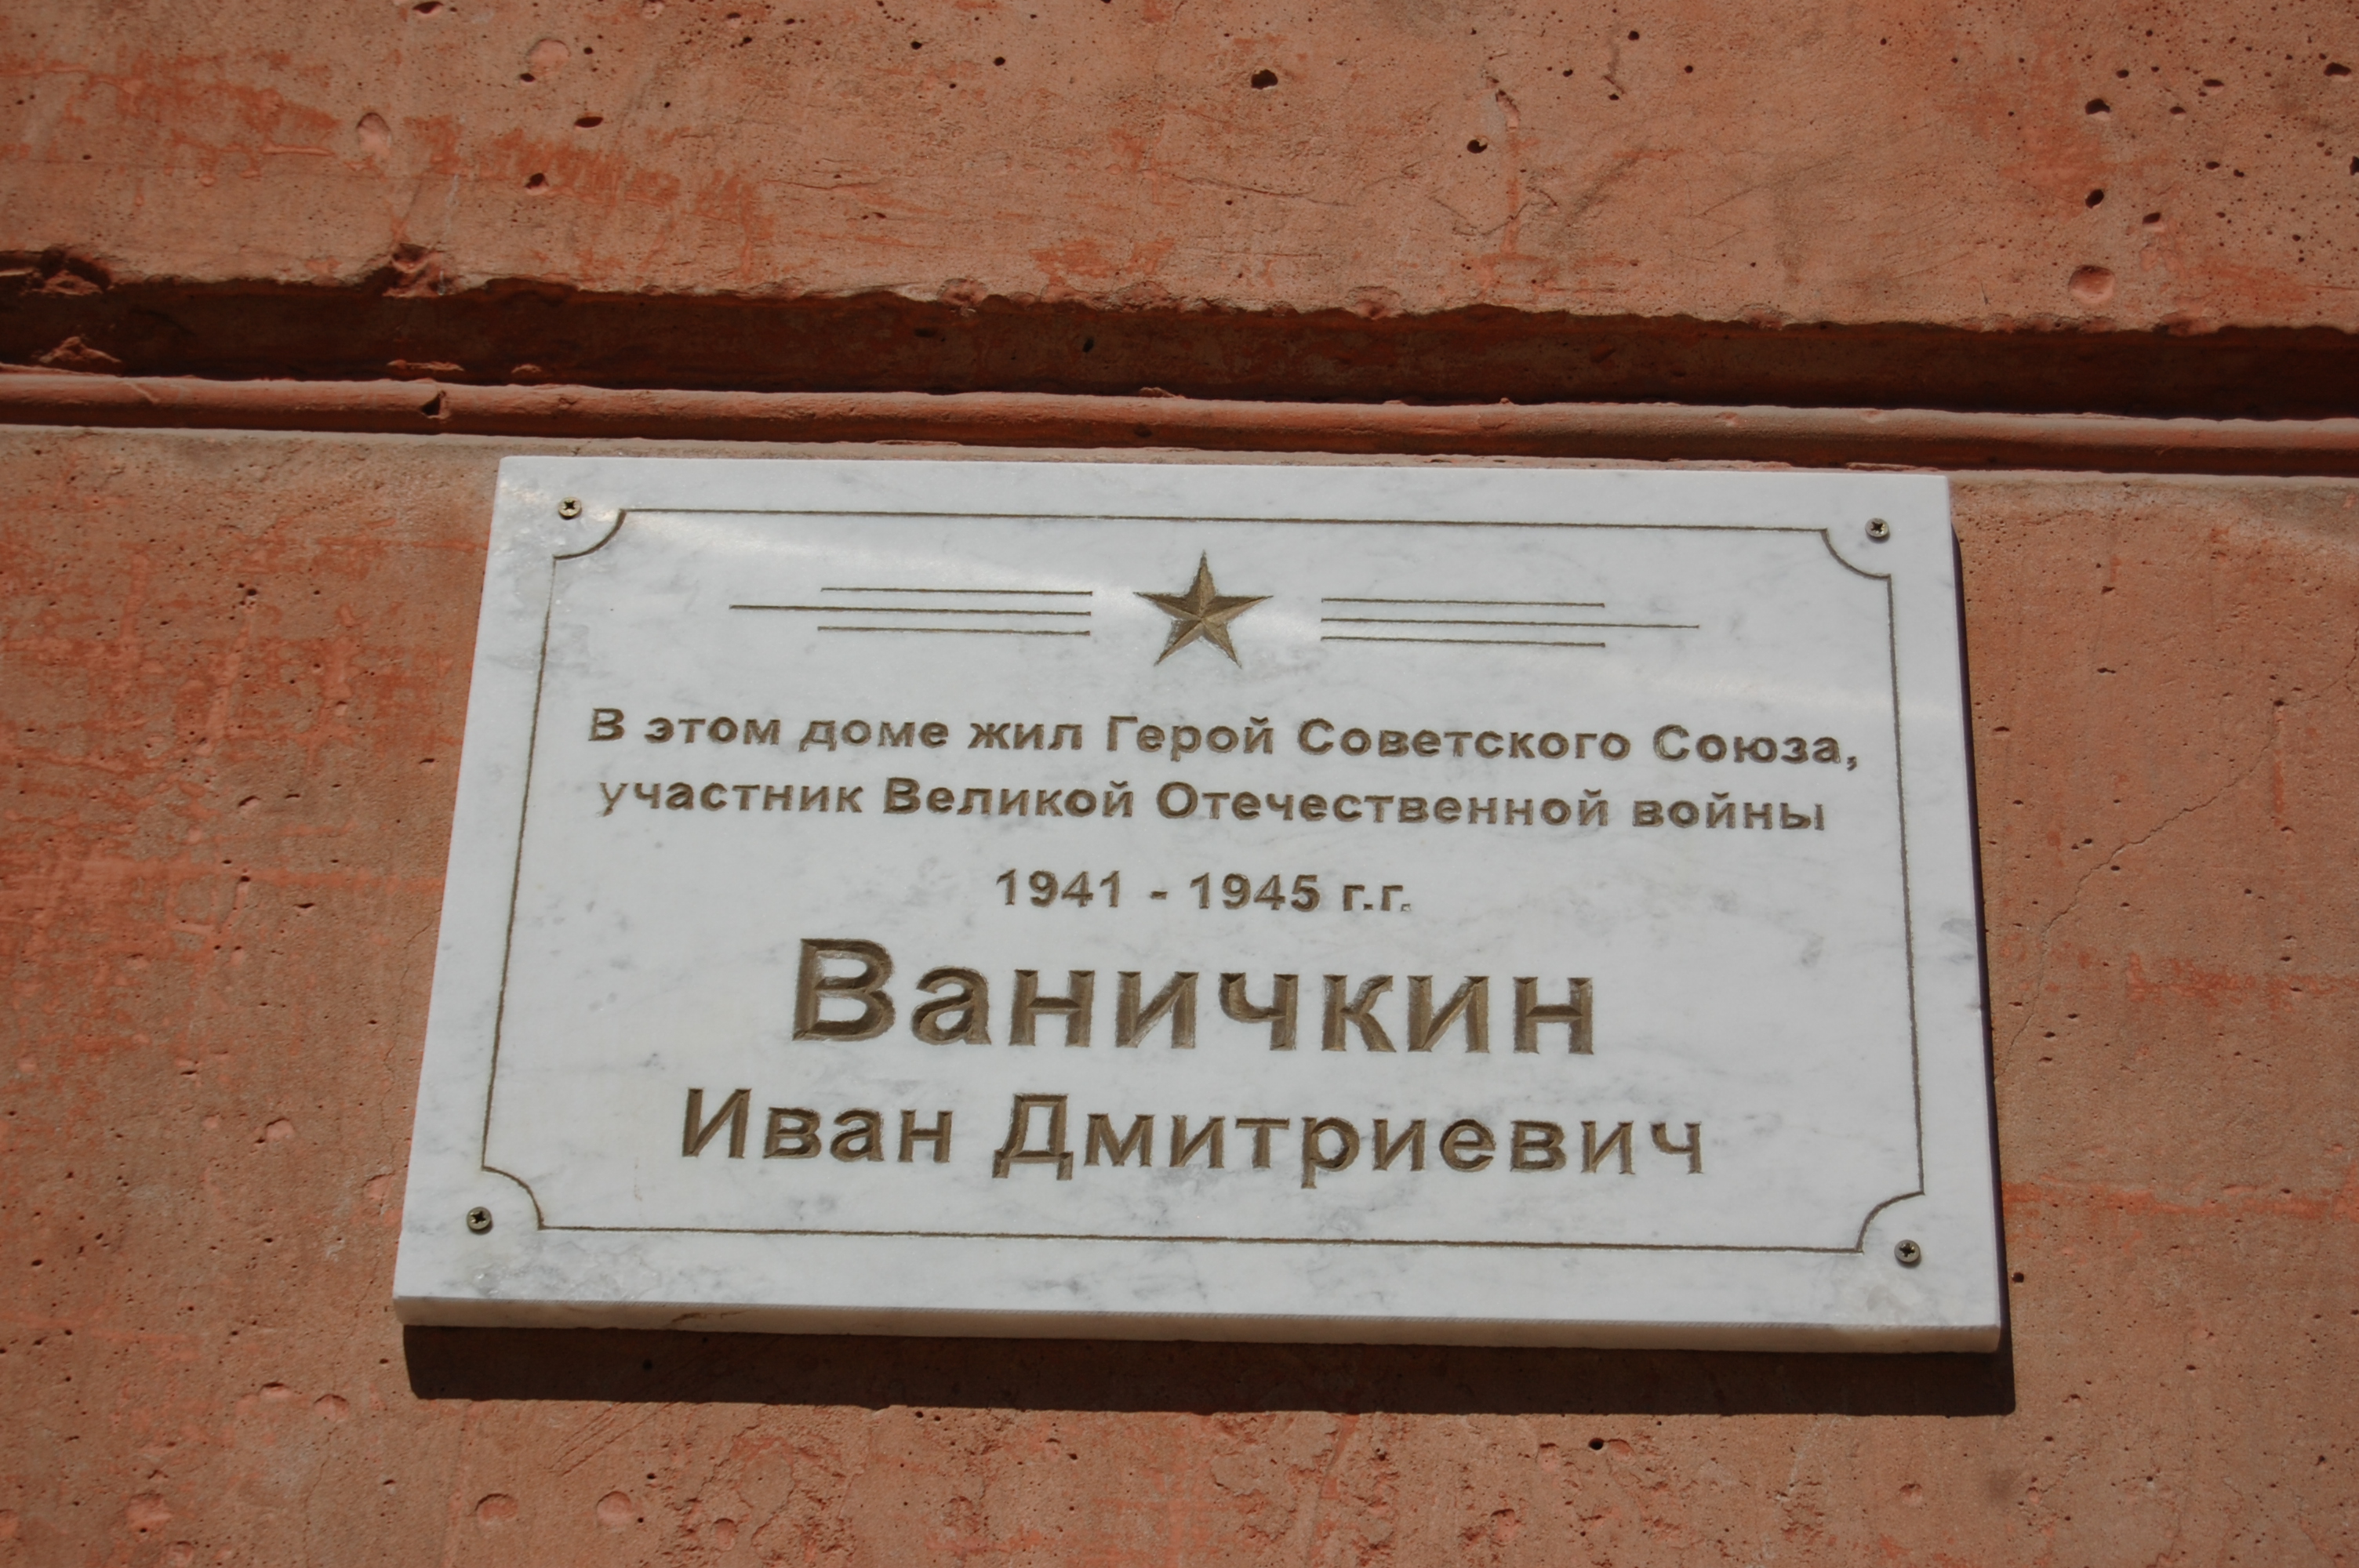 В этом доме жил Герой Советского Союза,
участник Великой Отечественной войны
1941 - 1945 г.г.
Ваничкин
Иван Дмитриевич